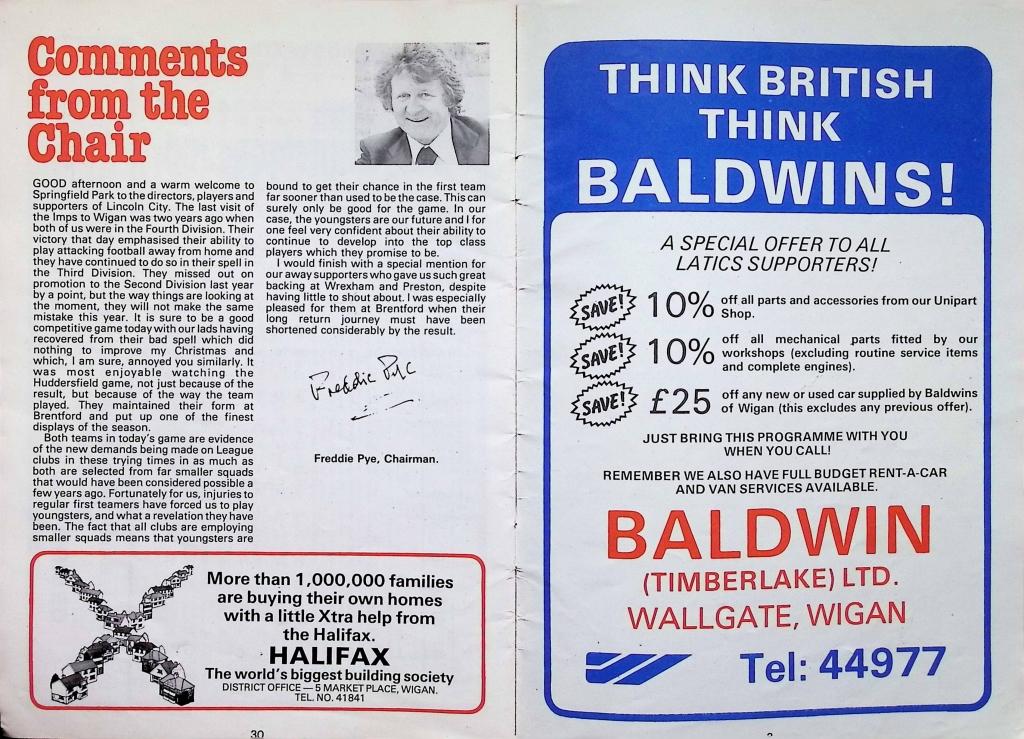 Comments
from the
Chair
GOOD afternoon and a warm welcome to
Springfield Park to the directors, players and
supporters of Lincoln City. The last visit of
the Imps to Wigan was two years ago when
both of us were in the Fourth Division. Their
victory that day emphasised their ability to
play attacking football away from home and
they have continued to do so in their spell in
the Third Division. They missed out on
promotion to the Second Division last year
by a point, but the way things are looking at
the moment, they will not make the same
mistake this year. It is sure to be a good
competitive game today with our lads having
recovered from their bad spell which did
nothing to improve my Christmas and
which, I am sure, annoyed you similarly. It
was most enjoyable watching the
Huddersfield game, not just because of the
result, but because of the way the team
played. They maintained their form at
Brentford and put up one of the finest
displays of the season.
Both teams in today's game are evidence
of the new demands being made on League
clubs in these trying times in as much as
both are selected from far smaller squads
that would have been considered possible a
few years ago. Fortunately for us, injuries to
regular first teamers have forced us to play
youngsters, and what a revelation they have
been. The fact that all clubs are employing
smaller squads means that youngsters are
bound to get their chance in the first team
far sooner than used to be the case. This can
surely only be good for the game. In our
case, the youngsters are our future and I for
one feel very confident about their ability to
continue to develop into the top class
players which they promise to be.
I would finish with a special mention for
our away supporters who gave us such great
backing at Wrexham and Preston, despite
having little to shout about. I was especially
pleased for them at Brentford when their
long return journey must have been
shortened considerably by the result.
Freddie Pye
Freddie Pye, Chairman.
More than 1,000,000 families
are buying their own homes
with a little Xtra help from
the Halifax.
HALIFAX
The world's biggest building society
DISTRICT OFFICE — 5 MARKET PLACE, WIGAN.
TEL. NO. 41841
30
THINK BRITISH
THINK
BALDWINS!
A SPECIAL OFFER TO ALL
LATICS SUPPORTERS!
SAVE! 10% off all parts and accessories from our Unipart
Shop.
SAVE! 10% off all mechanical parts fitted by our
workshops (excluding routine service items
and complete engines).
SAVE! £25 off any new or used car supplied by Baldwins
of Wigan (this excludes any previous offer).
JUST BRING THIS PROGRAMME WITH YOU
WHEN YOU CALL!
REMEMBER WE ALSO HAVE FULL BUDGET RENT-A-CAR
AND VAN SERVICES AVAILABLE.
BALDWIN
(TIMBERLAKE) LTD.
WALLGATE, WIGAN
Tel: 44977